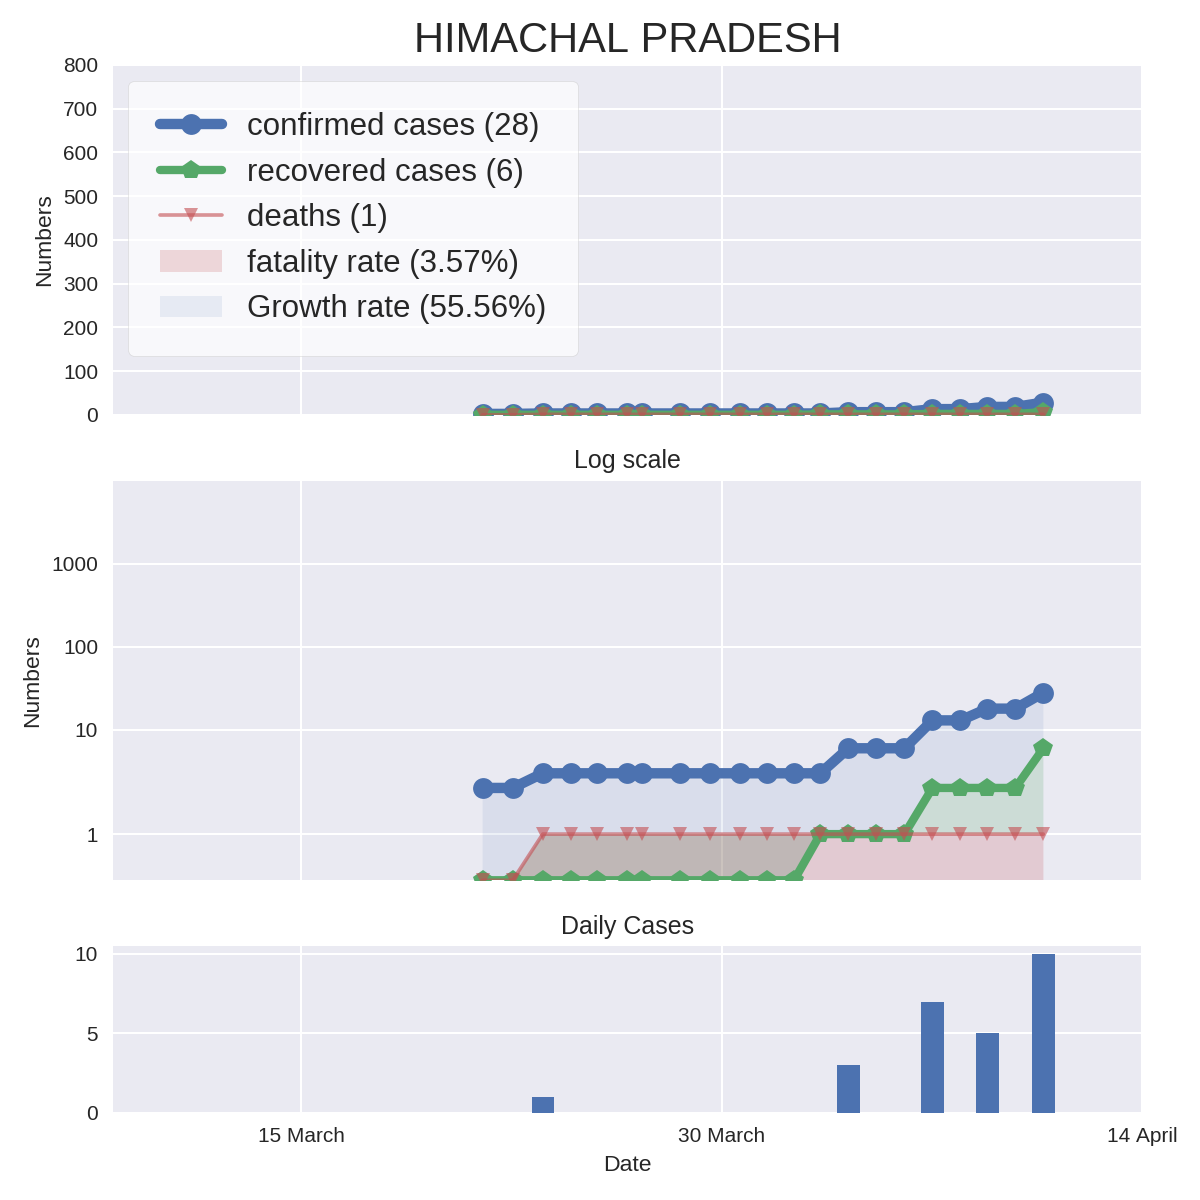 HIMACHAL PRADESH
800
700
600
500
400
300
200
100
0
Numbers
confirmed cases (28)
recovered cases (6)
deaths (1)
fatality rate (3.57%)
Growth rate (55.56%)
Log scale
1000
100
10
1
Numbers
Daily Cases
10
5
0
15 March
30 March
14 April
Date